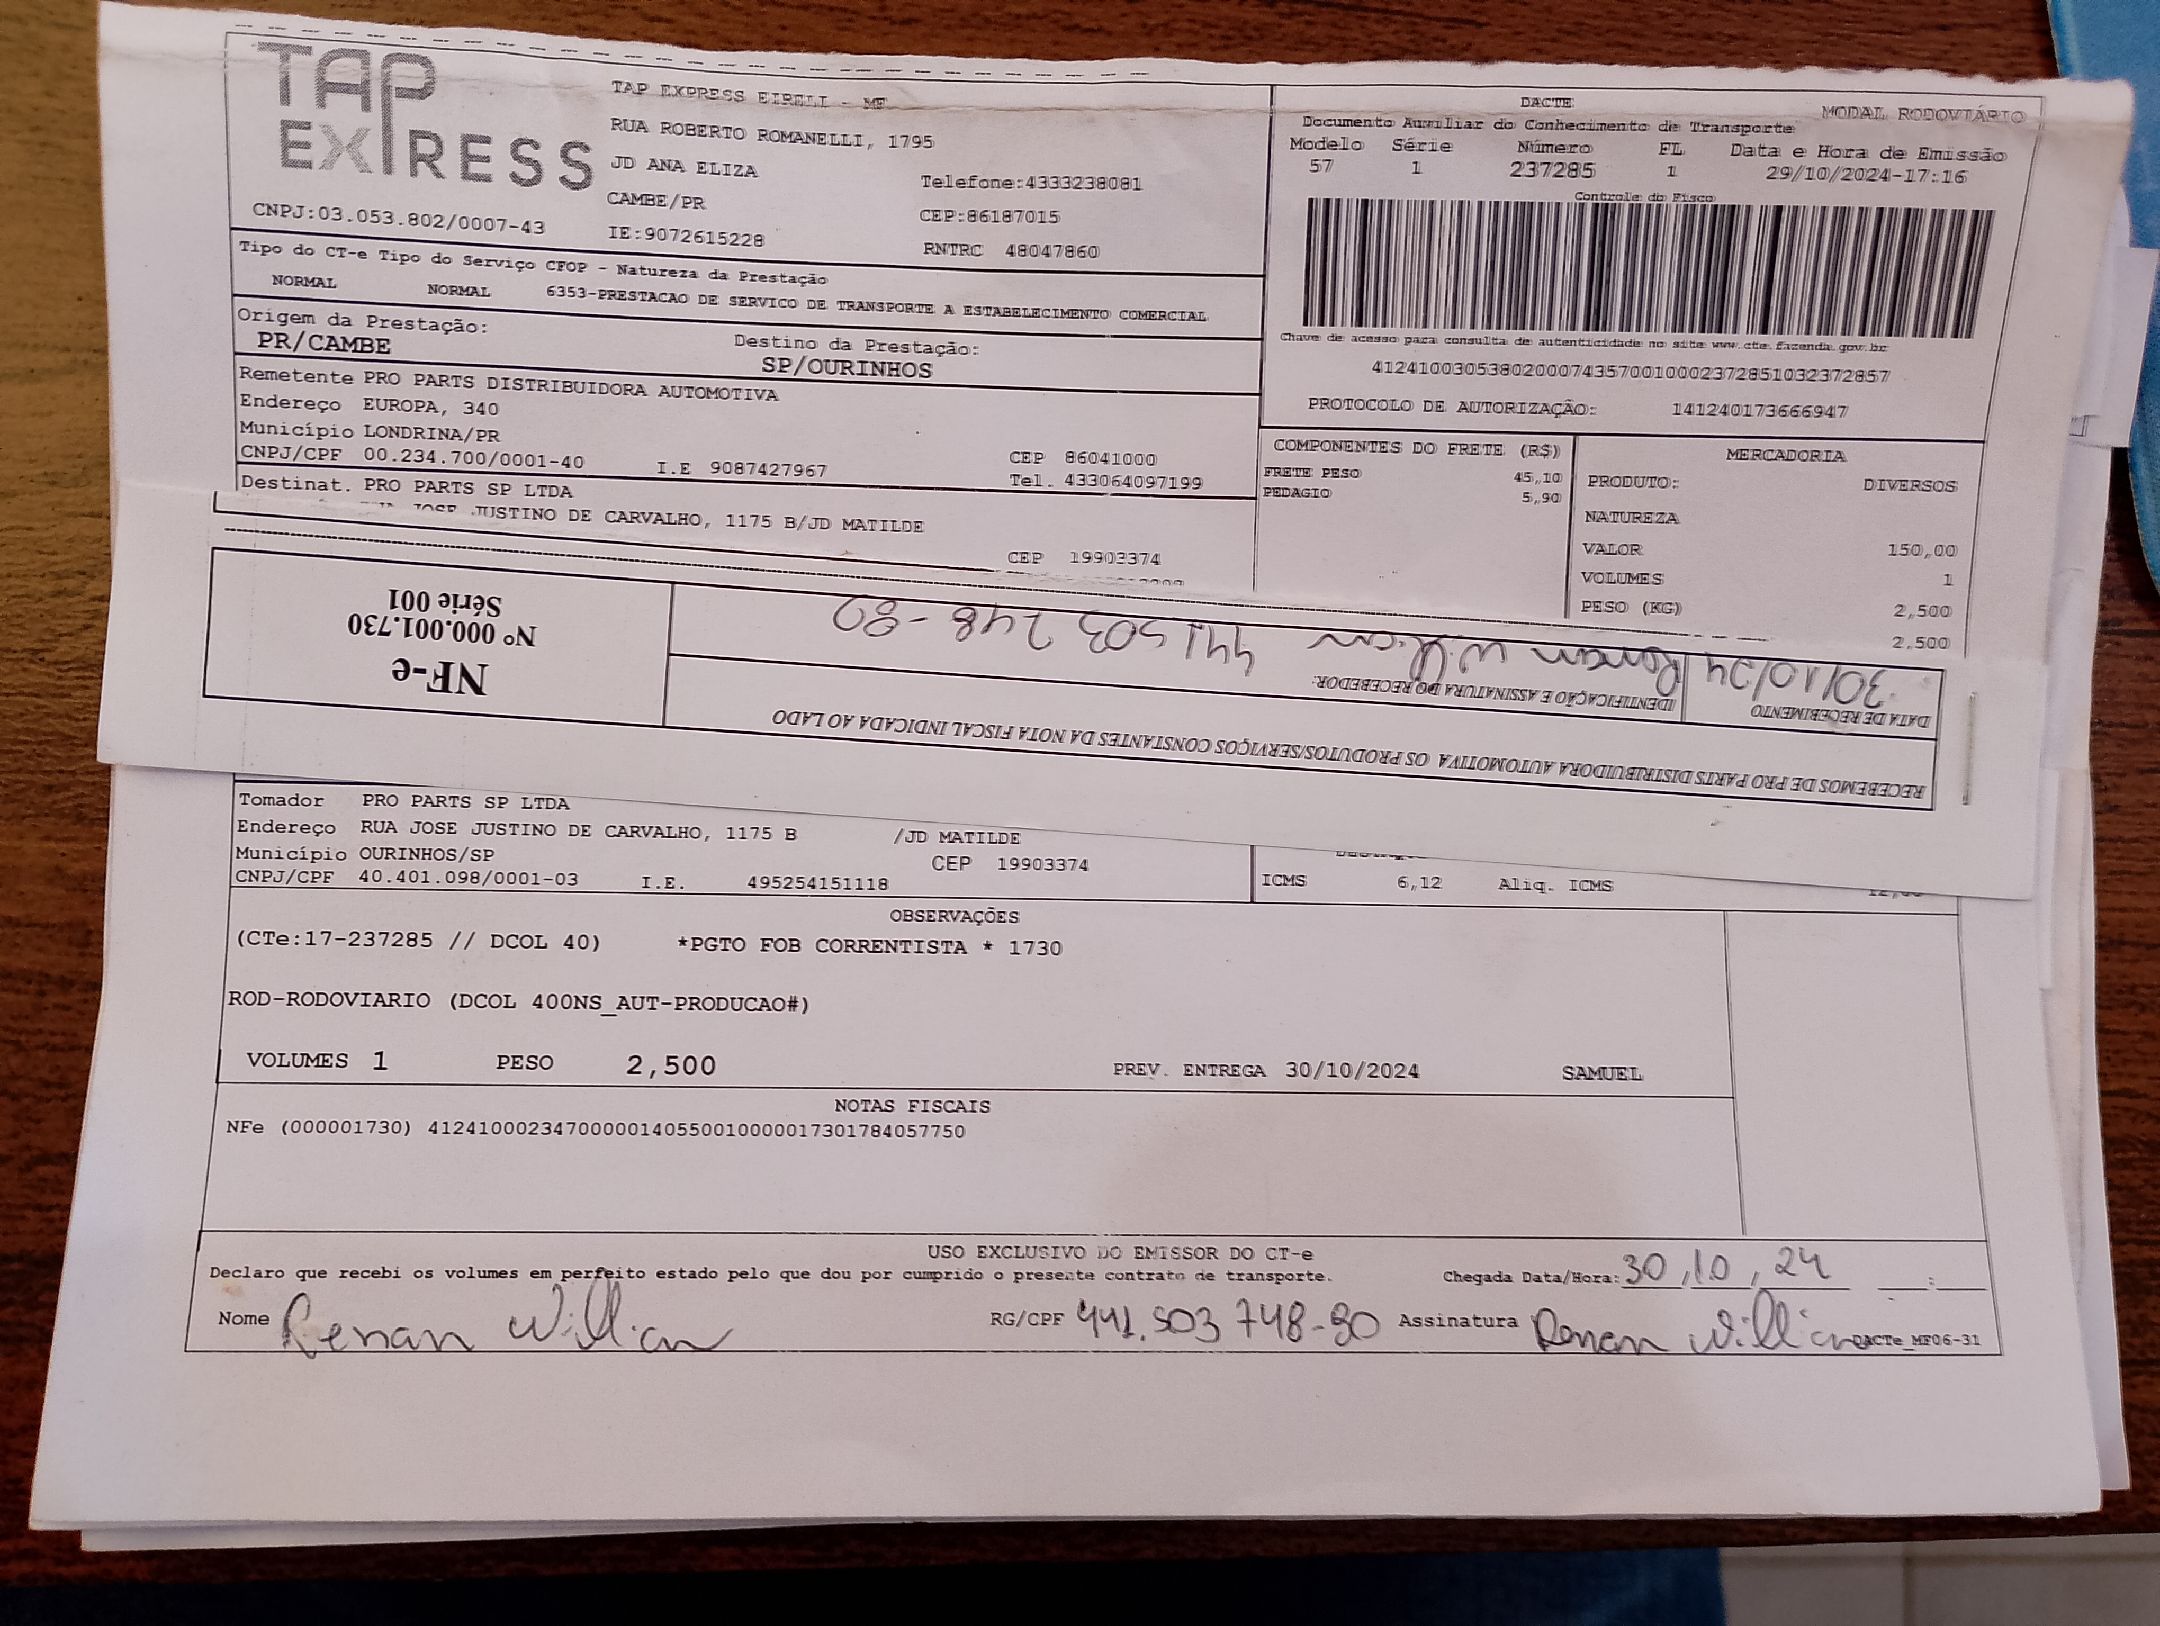 TAP EXPRESS
TAP EXPRESS EIRELI - ME
RUA ROBERTO ROMANELLI, 1795
JD ANA ELIZA
Telefone:4333238081
CAMBE/PR
CEP:86187015
CNPJ:03.053.802/0007-43
IE:9072615228
RNTRC 48047860
DACTE
MODAL RODOVIÁRIO
Documento Auxiliar do Conhecimento de Transporte
Modelo Série Número FL Data e Hora de Emissão
57 1 237285 1 29/10/2024-17:16
Controle do Fisco
Tipo do CT-e Tipo do Serviço CFOP - Natureza da Prestação
NORMAL NORMAL 6353-PRESTACAO DE SERVICO DE TRANSPORTE A ESTABELECIMENTO COMERCIAL
Origem da Prestação: Destino da Prestação:
PR/CAMBE SP/OURINHOS
Chave de acesso para consulta de autenticidade no site www.cte.fazenda.gov.br
41241003053802000743570010002372851032372857
PROTOCOLO DE AUTORIZAÇÃO: 141240173666947
Remetente PRO PARTS DISTRIBUIDORA AUTOMOTIVA
Endereço EUROPA, 340
Município LONDRINA/PR
CEP 86041000
CNPJ/CPF 00.234.700/0001-40 I.E 9087427967 Tel. 433064097199
Destinat. PRO PARTS SP LTDA
JOSE JUSTINO DE CARVALHO, 1175 B/JD MATILDE
CEP 19903374
COMPONENTES DO FRETE (R$)
FRETE PESO 45,10
PEDAGIO 5,90
MERCADORIA
PRODUTO: DIVERSOS
NATUREZA
VALOR 150,00
VOLUMES 1
PESO (KG) 2,500
2,500
RECEBEMOS DE PRO PARTS DISTRIBUIDORA AUTOMOTIVA OS PRODUTOS/SERVIÇOS CONSTANTES DA NOTA FISCAL INDICADA AO LADO
DATA DE RECEBIMENTO
30/10/24
IDENTIFICAÇÃO E ASSINATURA DO RECEBEDOR:
Renan Willian 441 503 748-80
NF-e
Nº 000.001.730
Série 001
Tomador PRO PARTS SP LTDA
Endereço RUA JOSE JUSTINO DE CARVALHO, 1175 B /JD MATILDE
Município OURINHOS/SP CEP 19903374
CNPJ/CPF 40.401.098/0001-03 I.E. 495254151118
ICMS 6,12 Aliq. ICMS
OBSERVAÇÕES
(CTe:17-237285 // DCOL 40) *PGTO FOB CORRENTISTA * 1730
ROD-RODOVIARIO (DCOL 400NS_AUT-PRODUCAO#)
VOLUMES 1 PESO 2,500 PREV. ENTREGA 30/10/2024 SAMUEL
NOTAS FISCAIS
NFe (000001730) 41241000234700000140550010000017301784057750
USO EXCLUSIVO DO EMISSOR DO CT-e
Declaro que recebi os volumes em perfeito estado pelo que dou por cumprido o presente contrato de transporte. Chegada Data/Hora: 30,10,24 __:__
Nome Renan Willian RG/CPF 441.503 748-80 Assinatura Renan Willian
DACTe_MF06-31